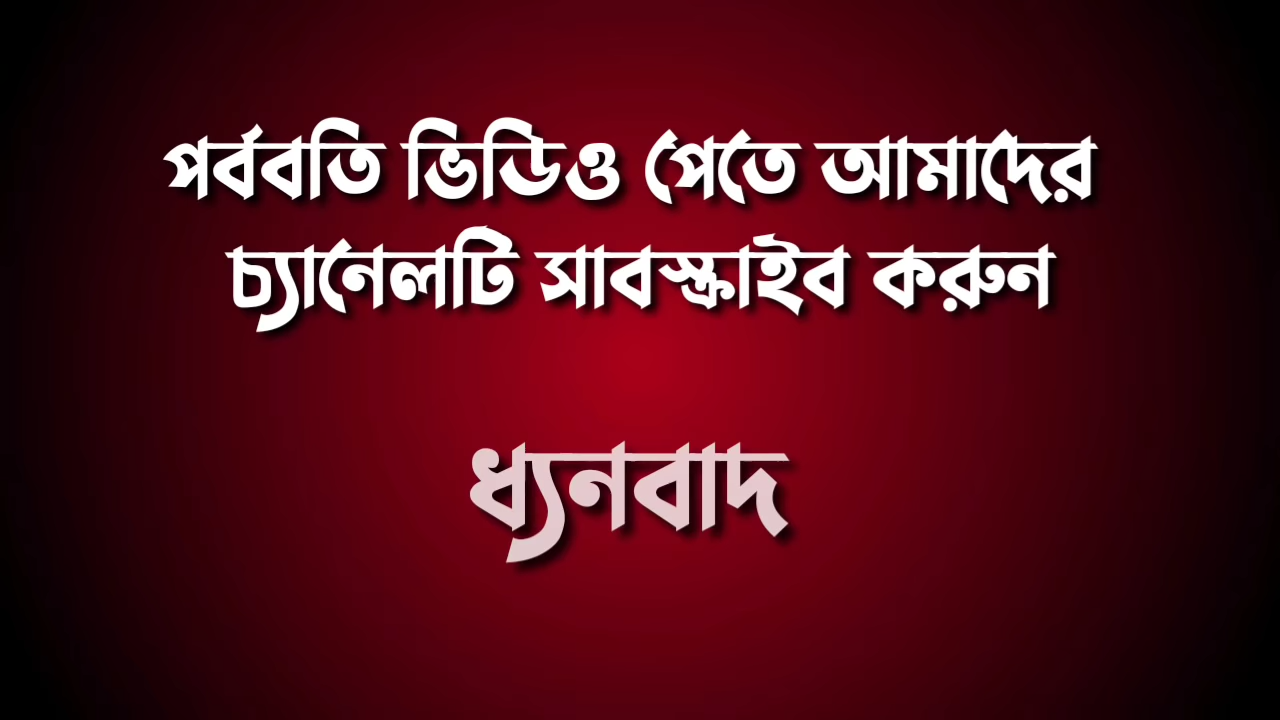 পর্ববতি ভিডিও পেতে আমাদের
চ্যানেলটি সাবস্ক্রাইব করুন
ধ্যনবাদ